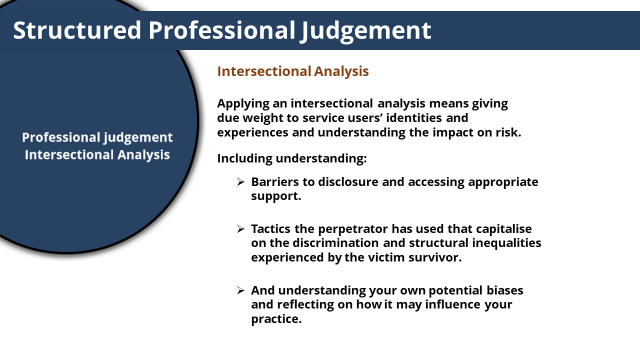 Structured Professional Judgement
Professional judgement
Intersectional Analysis
Intersectional Analysis
Applying an intersectional analysis means giving
due weight to service users’ identities and
experiences and understanding the impact on risk.
Including understanding:
➢ Barriers to disclosure and accessing appropriate
support.
➢ Tactics the perpetrator has used that capitalise
on the discrimination and structural inequalities
experienced by the victim survivor.
➢ And understanding your own potential biases
and reflecting on how it may influence your
practice.